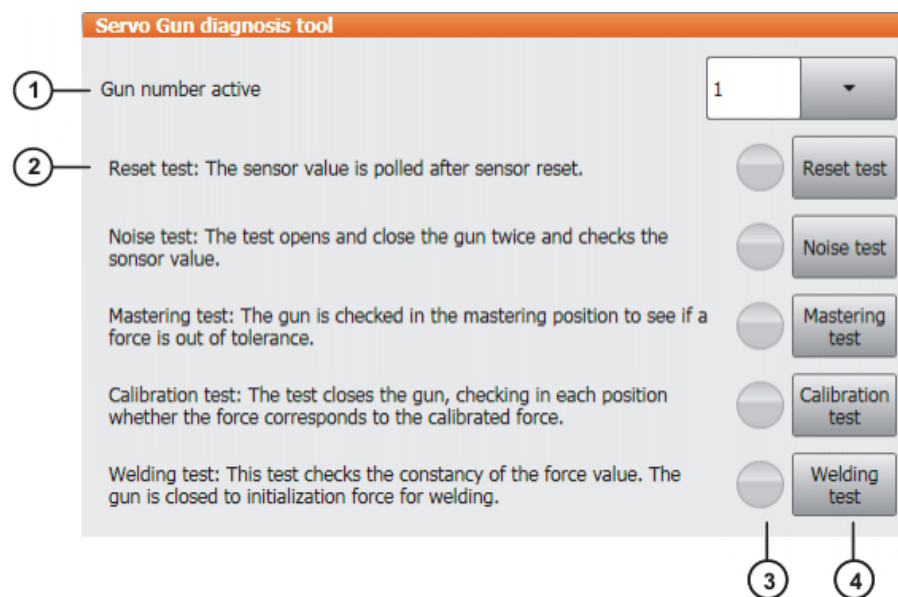 Servo Gun diagnosis tool
1 Gun number active 1
2 Reset test: The sensor value is polled after sensor reset. Reset test
Noise test: The test opens and close the gun twice and checks the
sonsor value.
Noise test
Mastering test: The gun is checked in the mastering position to see if a
force is out of tolerance.
Mastering
test
Calibration test: The test closes the gun, checking in each position
whether the force corresponds to the calibrated force.
Calibration
test
Welding test: This test checks the constancy of the force value. The
gun is closed to initialization force for welding.
Welding
test
3 4